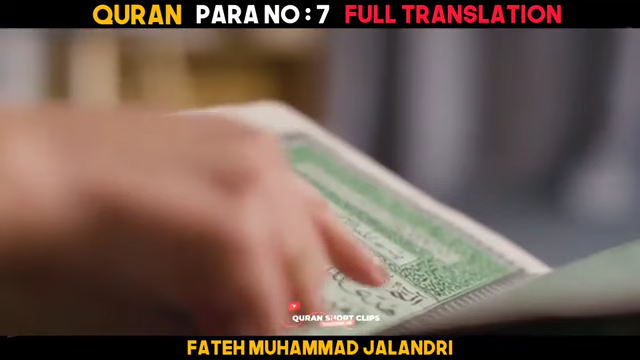 QURAN PARA NO : 7 FULL TRANSLATION
QURAN SHORT CLIPS
FATEH MUHAMMAD JALANDRI